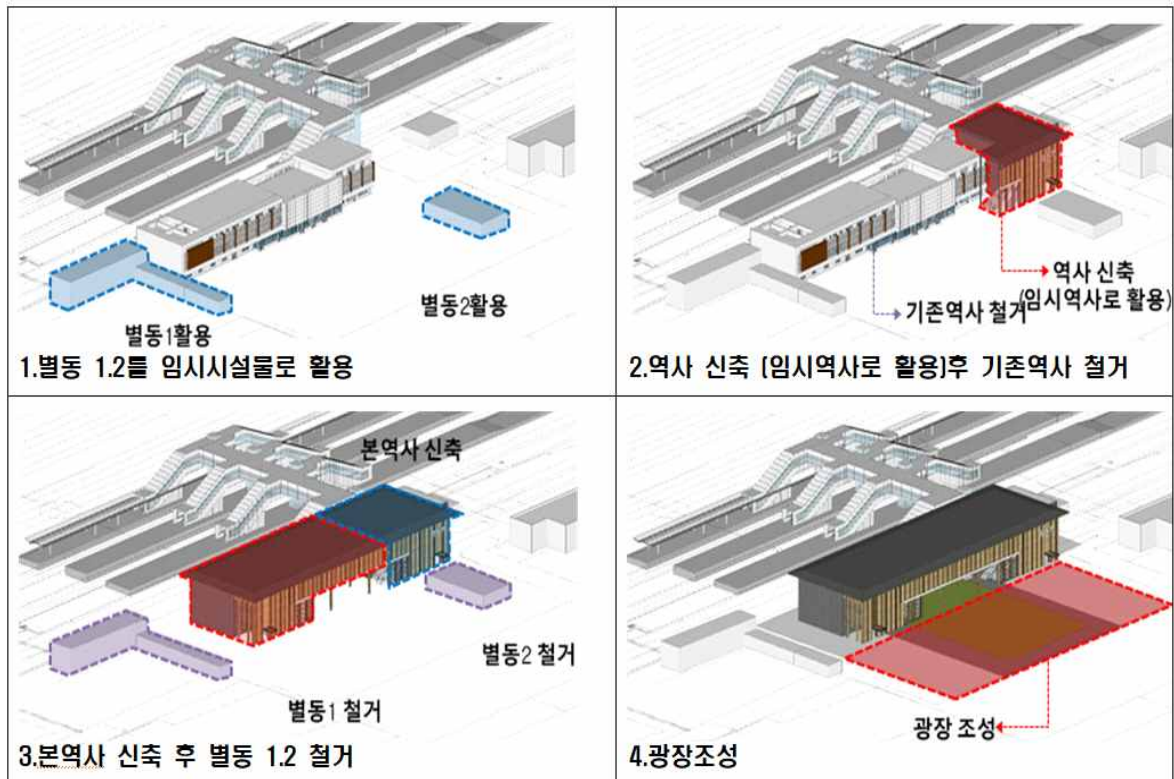 별동1활용
별동2활용
1.별동 1.2를 임시시설물로 활용
역사 신축
(임시역사로 활용)
기존역사 철거
2.역사 신축 (임시역사로 활용)후 기존역사 철거
본역사 신축
별동2 철거
별동1 철거
3.본역사 신축 후 별동 1.2 철거
광장 조성
4.광장조성